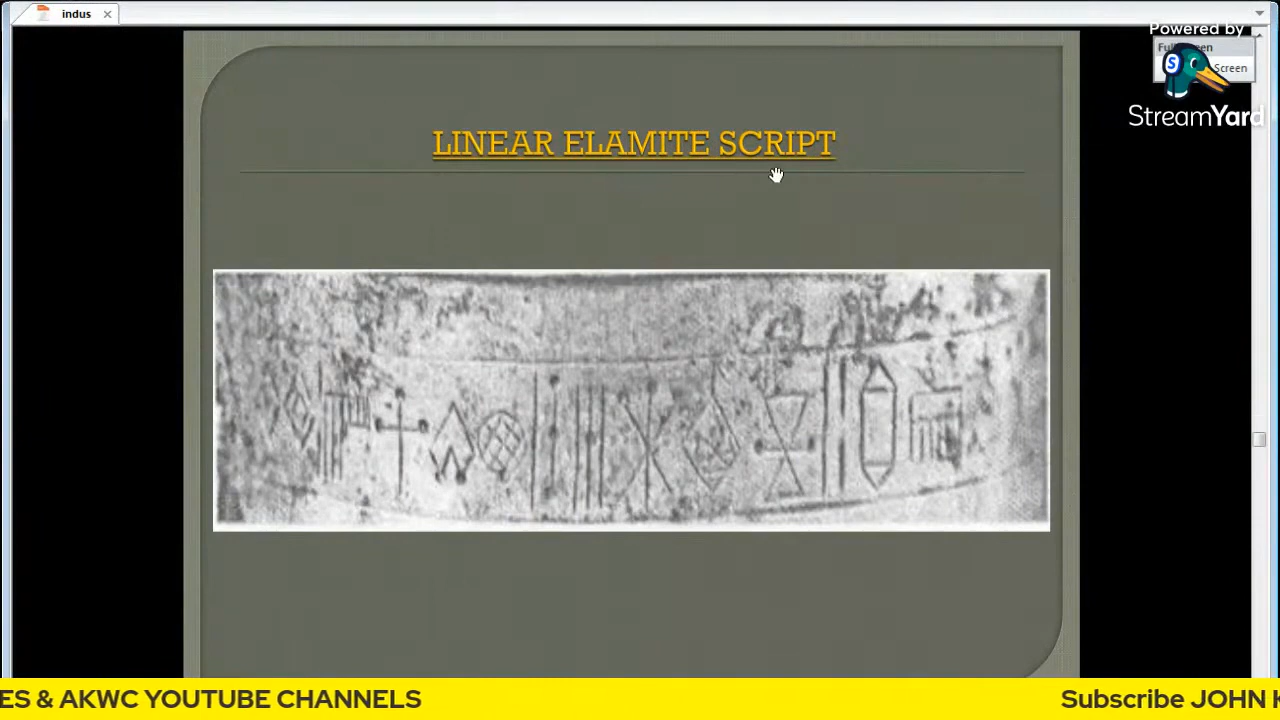 indus
Powered by
Screen
StreamYard
LINEAR ELAMITE SCRIPT
ES & AKWC YOUTUBE CHANNELS
Subscribe JOHN